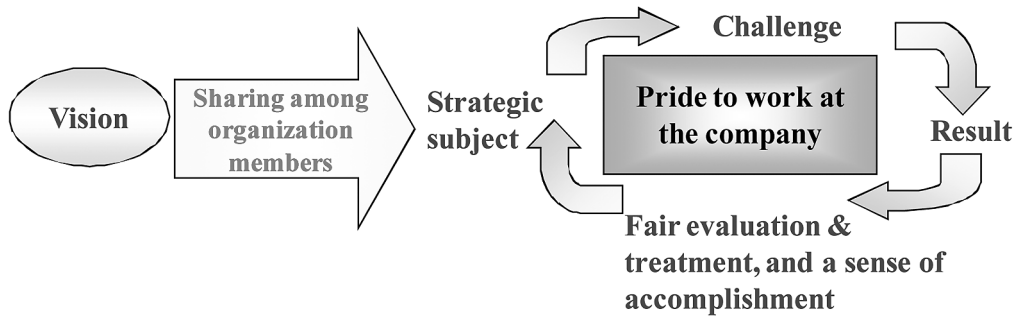 Vision
Sharing among
organization
members
Strategic
subject
Challenge
Pride to work at
the company
Result
Fair evaluation &
treatment, and a sense of
accomplishment